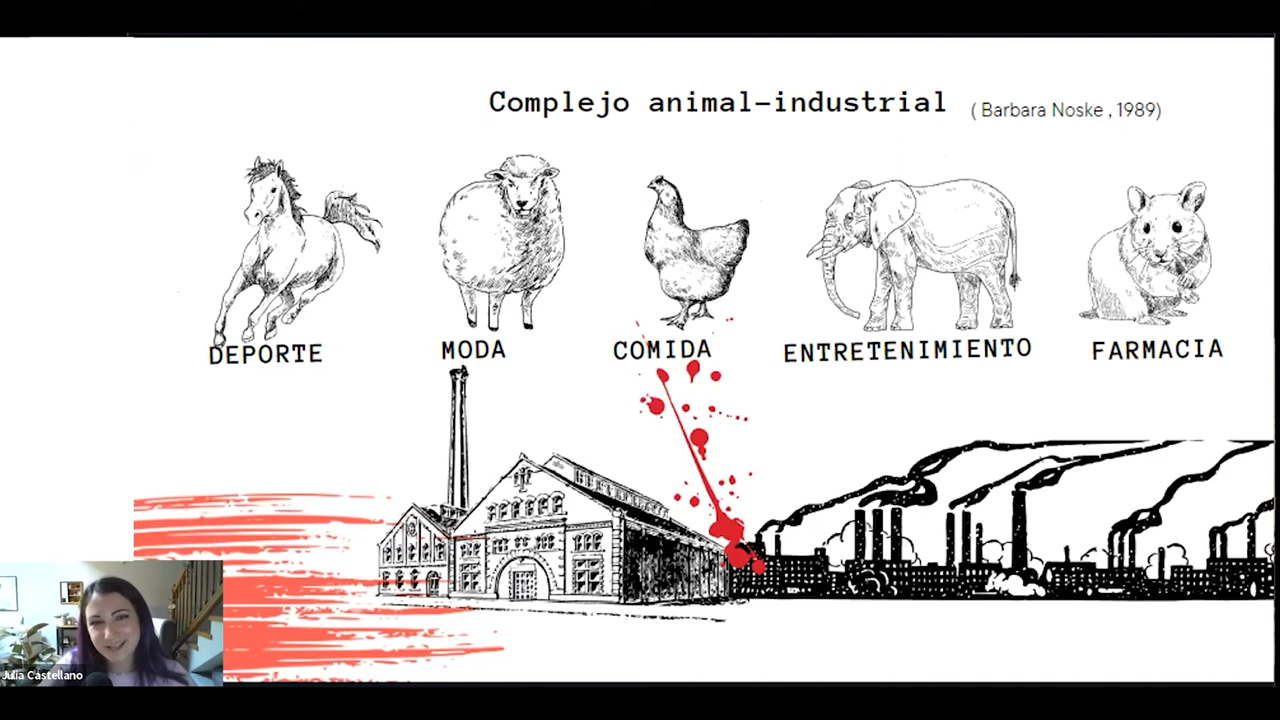 Complejo animal-industrial (Barbara Noske, 1989)
DEPORTE MODA COMIDA ENTRETENIMIENTO FARMACIA
Julia Castellano